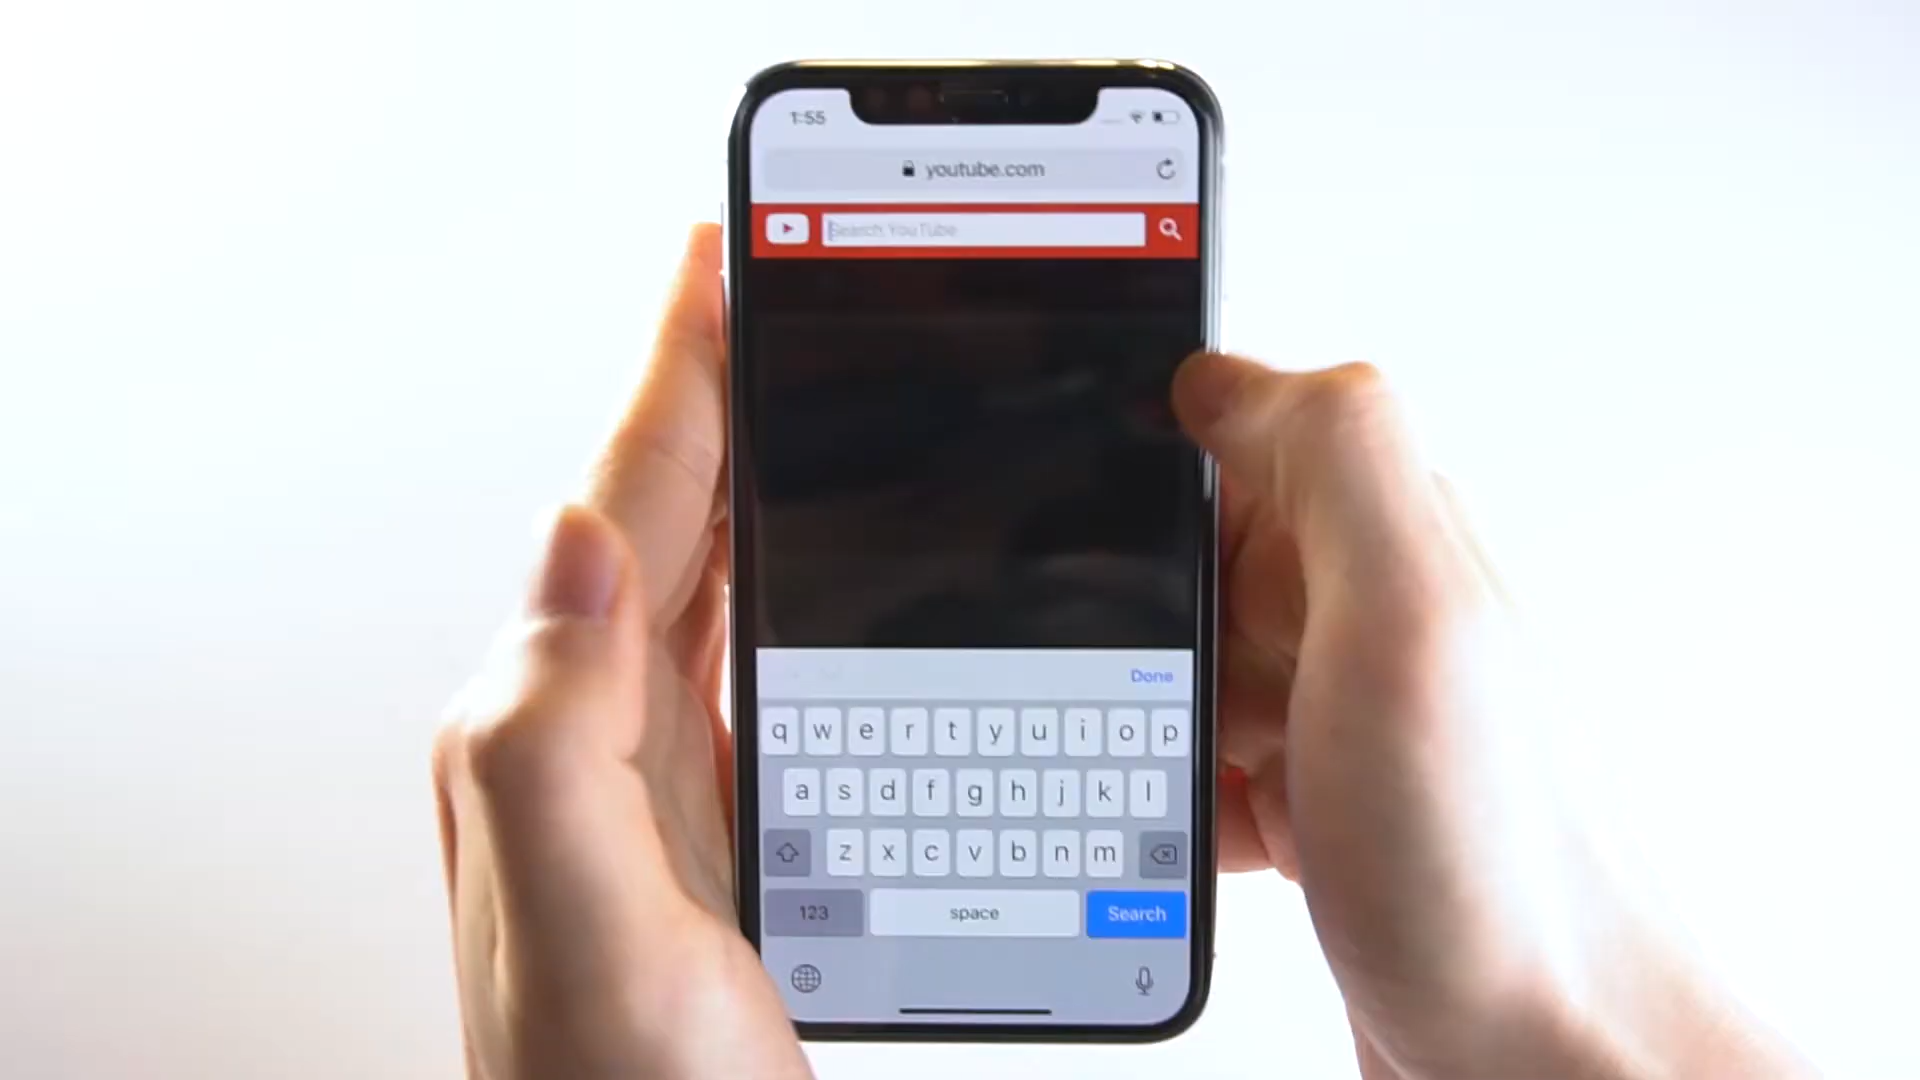 1:55
youtube.com
Search YouTube
Done
q w e r t y u i o p
a s d f g h j k l
z x c v b n m
123 space Search